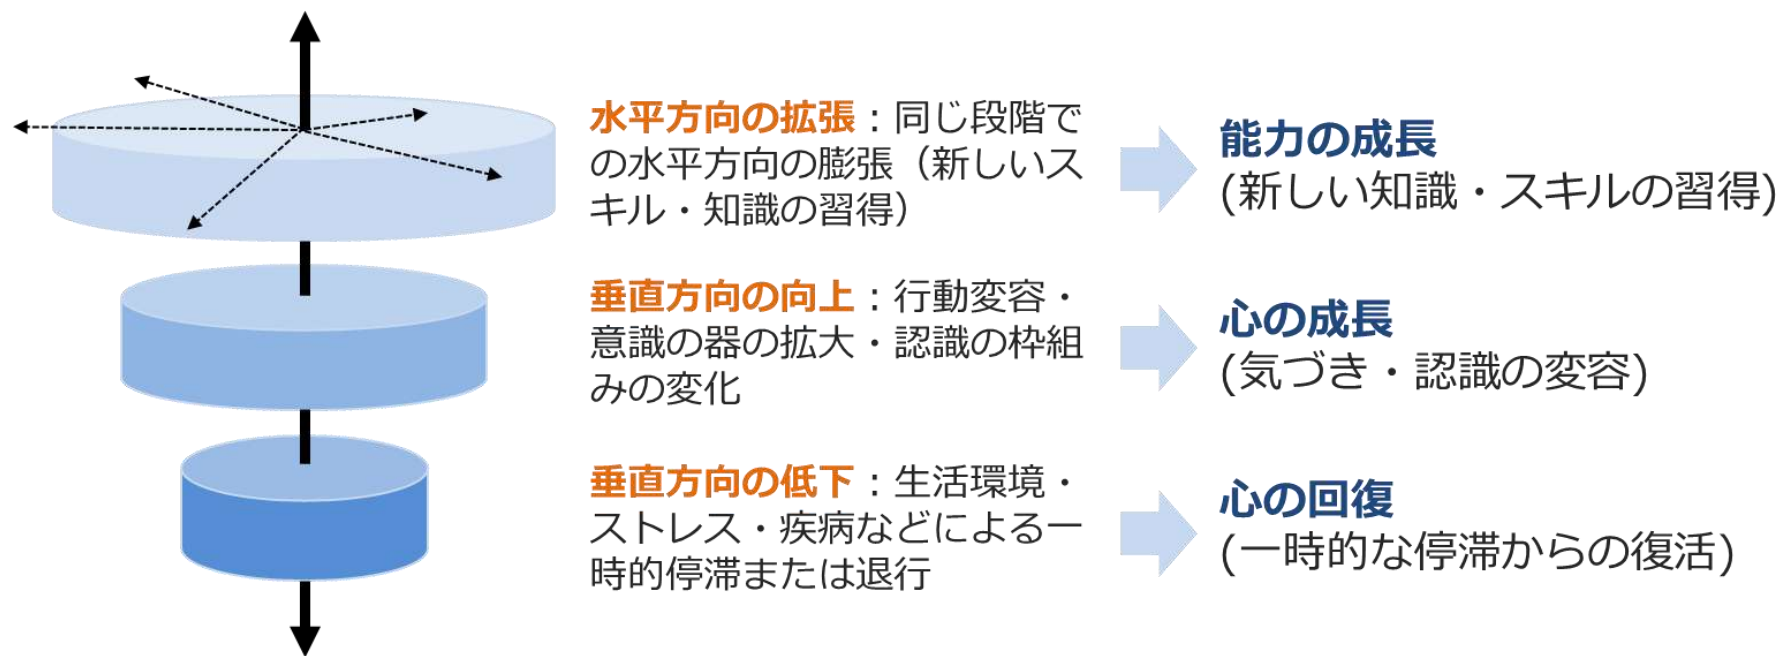 水平方向の拡張：同じ段階で
の水平方向の膨張（新しいス
キル・知識の習得）
能力の成長
(新しい知識・スキルの習得)
垂直方向の向上：行動変容・
意識の器の拡大・認識の枠組
みの変化
心の成長
(気づき・認識の変容)
垂直方向の低下：生活環境・
ストレス・疾病などによる一
時的停滞または退行
心の回復
(一時的な停滞からの復活)